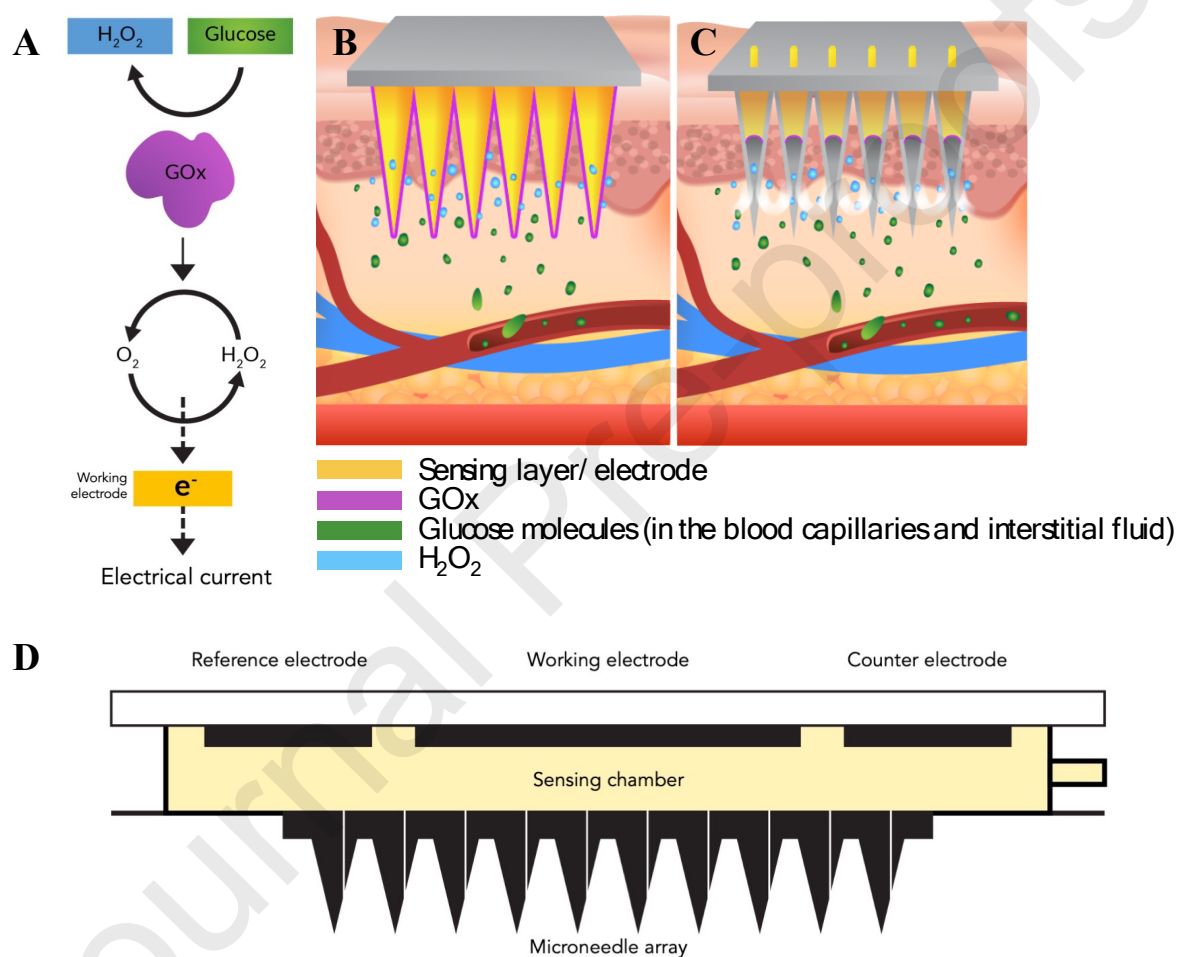 A
H2O2
Glucose
GOx
O2
H2O2
Working
electrode
e-
Electrical current
B
C
Sensing layer/ electrode
GOx
Glucose molecules (in the blood capillaries and interstitial fluid)
H2O2
D
Reference electrode
Working electrode
Counter electrode
Sensing chamber
Microneedle array
Journal Pre-proofs